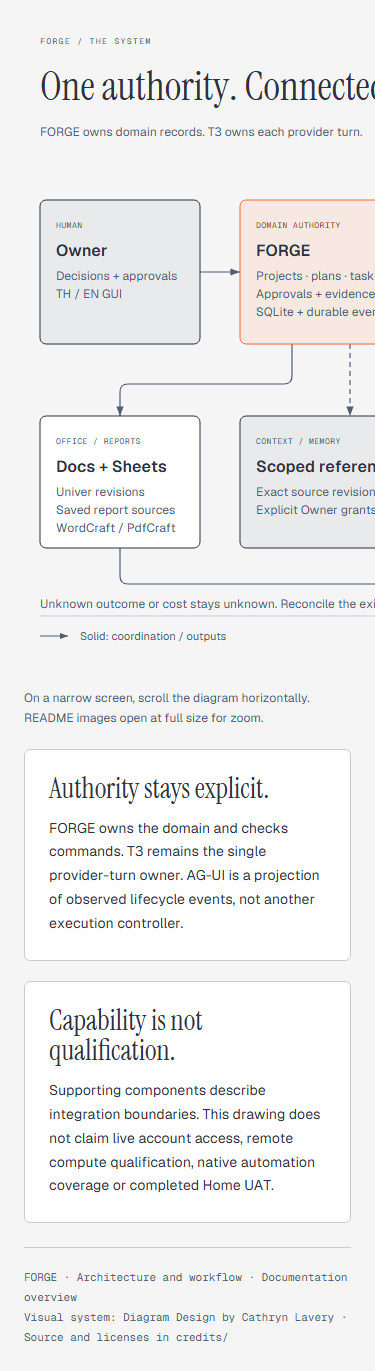 FORGE / THE SYSTEM
One authority. Connected
FORGE owns domain records. T3 owns each provider turn.
HUMAN
Owner
Decisions + approvals
TH / EN GUI
DOMAIN AUTHORITY
FORGE
Projects · plans · task
Approvals + evidence
SQLite + durable
OFFICE / REPORTS
Docs + Sheets
Univer revisions
Saved report sources
WordCraft / PdfCraft
CONTEXT / MEMORY
Scoped
Exact source revision
Explicit Owner grants
Unknown outcome or cost stays unknown. Reconcile the
Solid: coordination / outputs
On a narrow screen, scroll the diagram horizontally.
README images open at full size for zoom.
Authority stays explicit.
FORGE owns the domain and checks
commands. T3 remains the single
provider-turn owner. AG-UI is a projection
of observed lifecycle events, not another
execution controller.
Capability is not
qualification.
Supporting components describe
integration boundaries. This drawing does
not claim live account access, remote
compute qualification, native automation
coverage or completed Home UAT.
FORGE · Architecture and workflow · Documentation
overview
Visual system: Diagram Design by Cathryn Lavery ·
Source and licenses in credits/